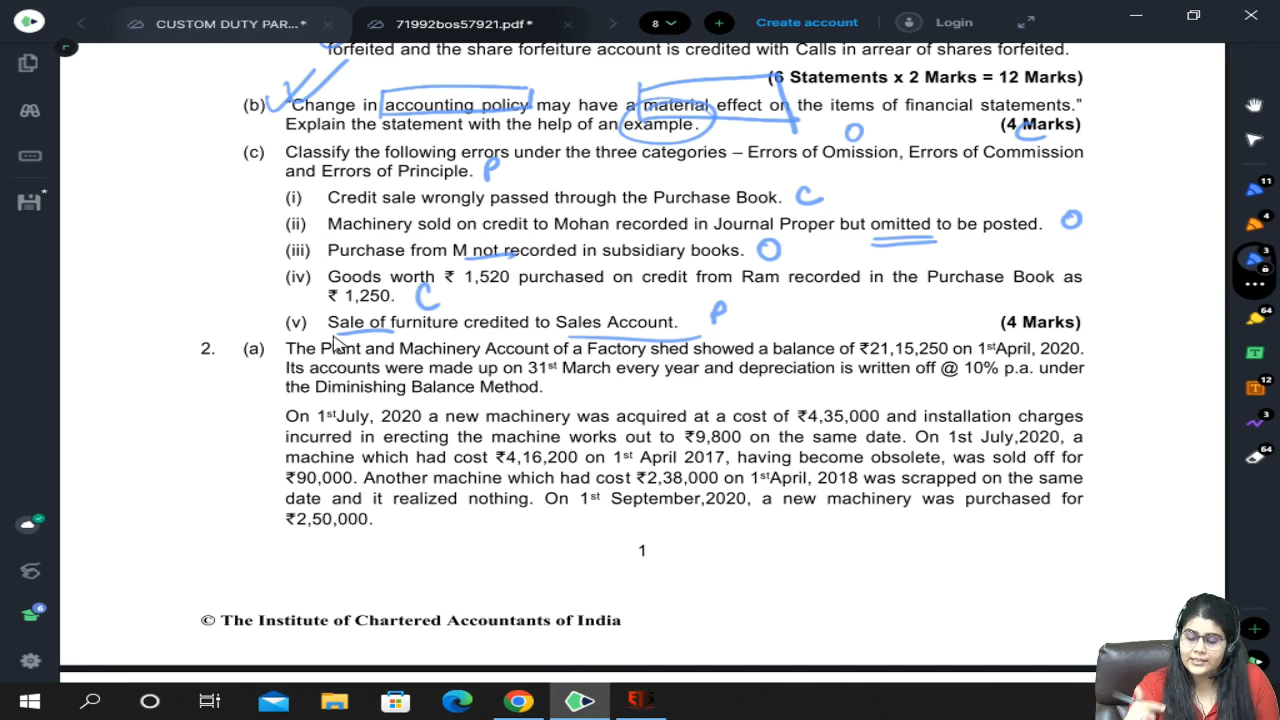 CUSTOM DUTY PAR... *
71992bos57921.pdf *
8
Create account
Login
forfeited and the share forfeiture account is credited with Calls in arrear of shares forfeited.
(6 Statements x 2 Marks = 12 Marks)
(b) "Change in accounting policy may have a material effect on the items of financial statements."
Explain the statement with the help of an example. (4 Marks)
O C
(c) Classify the following errors under the three categories – Errors of Omission, Errors of Commission
and Errors of Principle. P
(i) Credit sale wrongly passed through the Purchase Book. C
(ii) Machinery sold on credit to Mohan recorded in Journal Proper but omitted to be posted. O
(iii) Purchase from M not recorded in subsidiary books. O
(iv) Goods worth ₹ 1,520 purchased on credit from Ram recorded in the Purchase Book as
₹ 1,250. C
(v) Sale of furniture credited to Sales Account. P (4 Marks)
2. (a) The Plant and Machinery Account of a Factory shed showed a balance of ₹21,15,250 on 1stApril, 2020.
Its accounts were made up on 31st March every year and depreciation is written off @ 10% p.a. under
the Diminishing Balance Method.
On 1stJuly, 2020 a new machinery was acquired at a cost of ₹4,35,000 and installation charges
incurred in erecting the machine works out to ₹9,800 on the same date. On 1st July,2020, a
machine which had cost ₹4,16,200 on 1st April 2017, having become obsolete, was sold off for
₹90,000. Another machine which had cost ₹2,38,000 on 1stApril, 2018 was scrapped on the same
date and it realized nothing. On 1st September,2020, a new machinery was purchased for
₹2,50,000.
1
© The Institute of Chartered Accountants of India
11
4
3
64
12
3
64
6